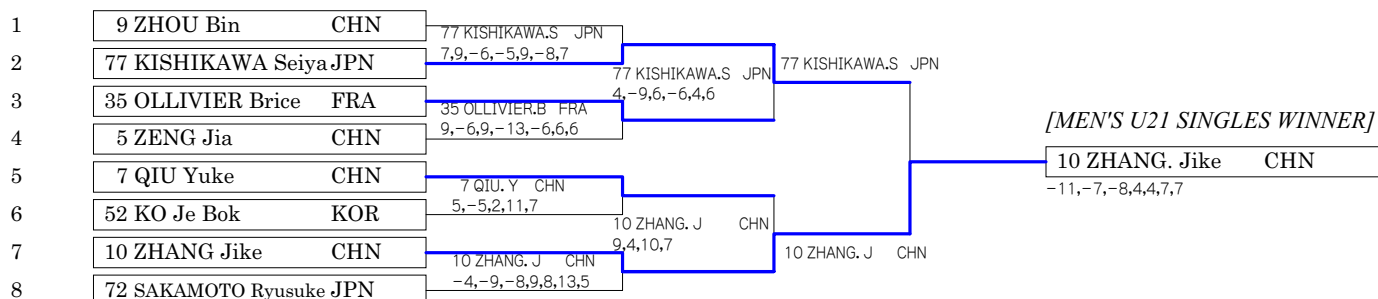 1 9 ZHOU Bin CHN
77 KISHIKAWA.S JPN
7,9,-6,-5,9,-8,7
2 77 KISHIKAWA Seiya JPN
77 KISHIKAWA.S JPN
4,-9,6,-6,4,6
77 KISHIKAWA.S JPN
3 35 OLLIVIER Brice FRA
35 OLLIVIER.B FRA
9,-6,9,-13,-6,6,6
4 5 ZENG Jia CHN
[MEN'S U21 SINGLES WINNER]
10 ZHANG. Jike CHN
-11,-7,-8,4,4,7,7
5 7 QIU Yuke CHN
7 QIU. Y CHN
5,-5,2,11,7
6 52 KO Je Bok KOR
10 ZHANG. J CHN
9,4,10,7
10 ZHANG. J CHN
7 10 ZHANG Jike CHN
10 ZHANG. J CHN
-4,-9,-8,9,8,13,5
8 72 SAKAMOTO Ryusuke JPN